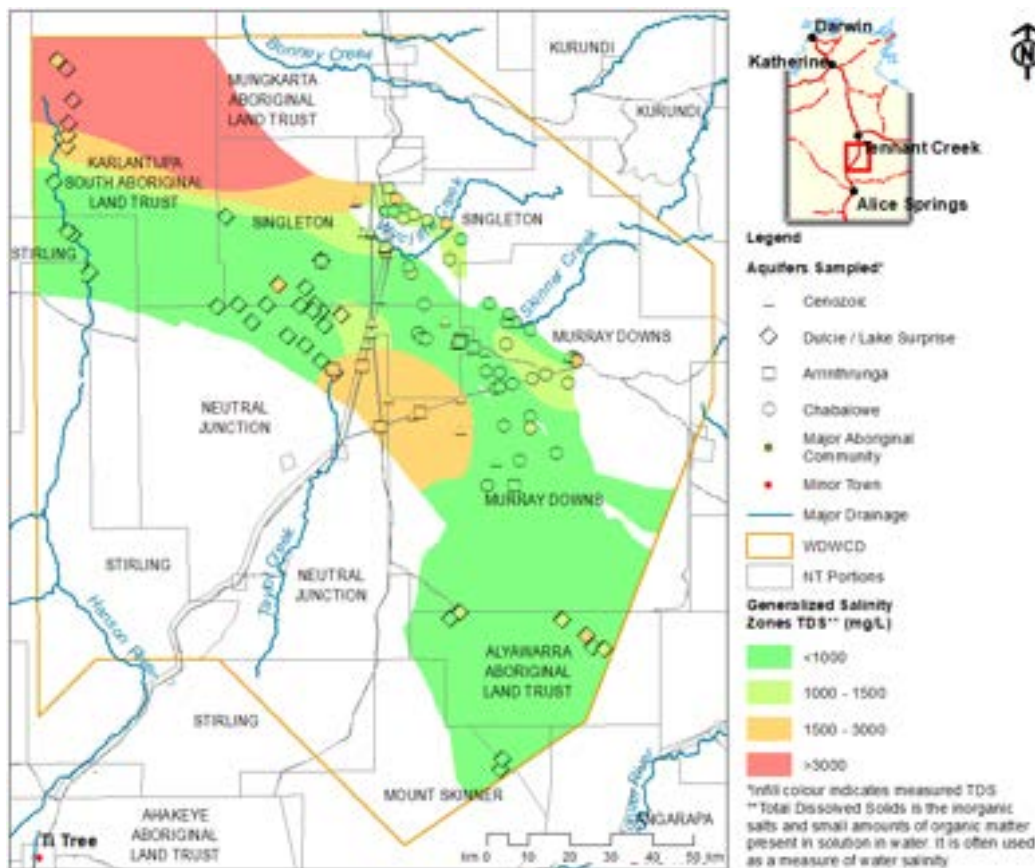 KURUNDI
Bonney Creek
MUNGKARTA
ABORIGINAL
LAND TRUST
KURUNDI
KARLANTIJPA
SOUTH ABORIGINAL
LAND TRUST
SINGLETON
SINGLETON
Creek
STIRLING
Skinner Creek
MURRAY DOWNS
NEUTRAL
JUNCTION
MURRAY DOWNS
STIRLING
NEUTRAL
JUNCTION
Taylor Creek
Hanson River
ALYAWARRA
ABORIGINAL
LAND TRUST
STIRLING
MOUNT SKINNER
River
ANGARAPA
AHAKEYE
ABORIGINAL
LAND TRUST
Ti Tree
km 0 10 20 30 40 50 km
Darwin
Katherine
Tennant Creek
Alice Springs
N
Legend
Aquifers Sampled*
Cenozoic
Dulcie / Lake Surprise
Arrinthrunga
Chabalowe
Major Aboriginal
Community
Minor Town
Major Drainage
WDWCD
NT Portions
Generalized Salinity
Zones TDS** (mg/L)
<1000
1000 - 1500
1500 - 3000
>3000
*Infill colour indicates measured TDS
**Total Dissolved Solids is the inorganic
salts and small amounts of organic matter
present in solution in water. It is often used
as a measure of water salinity